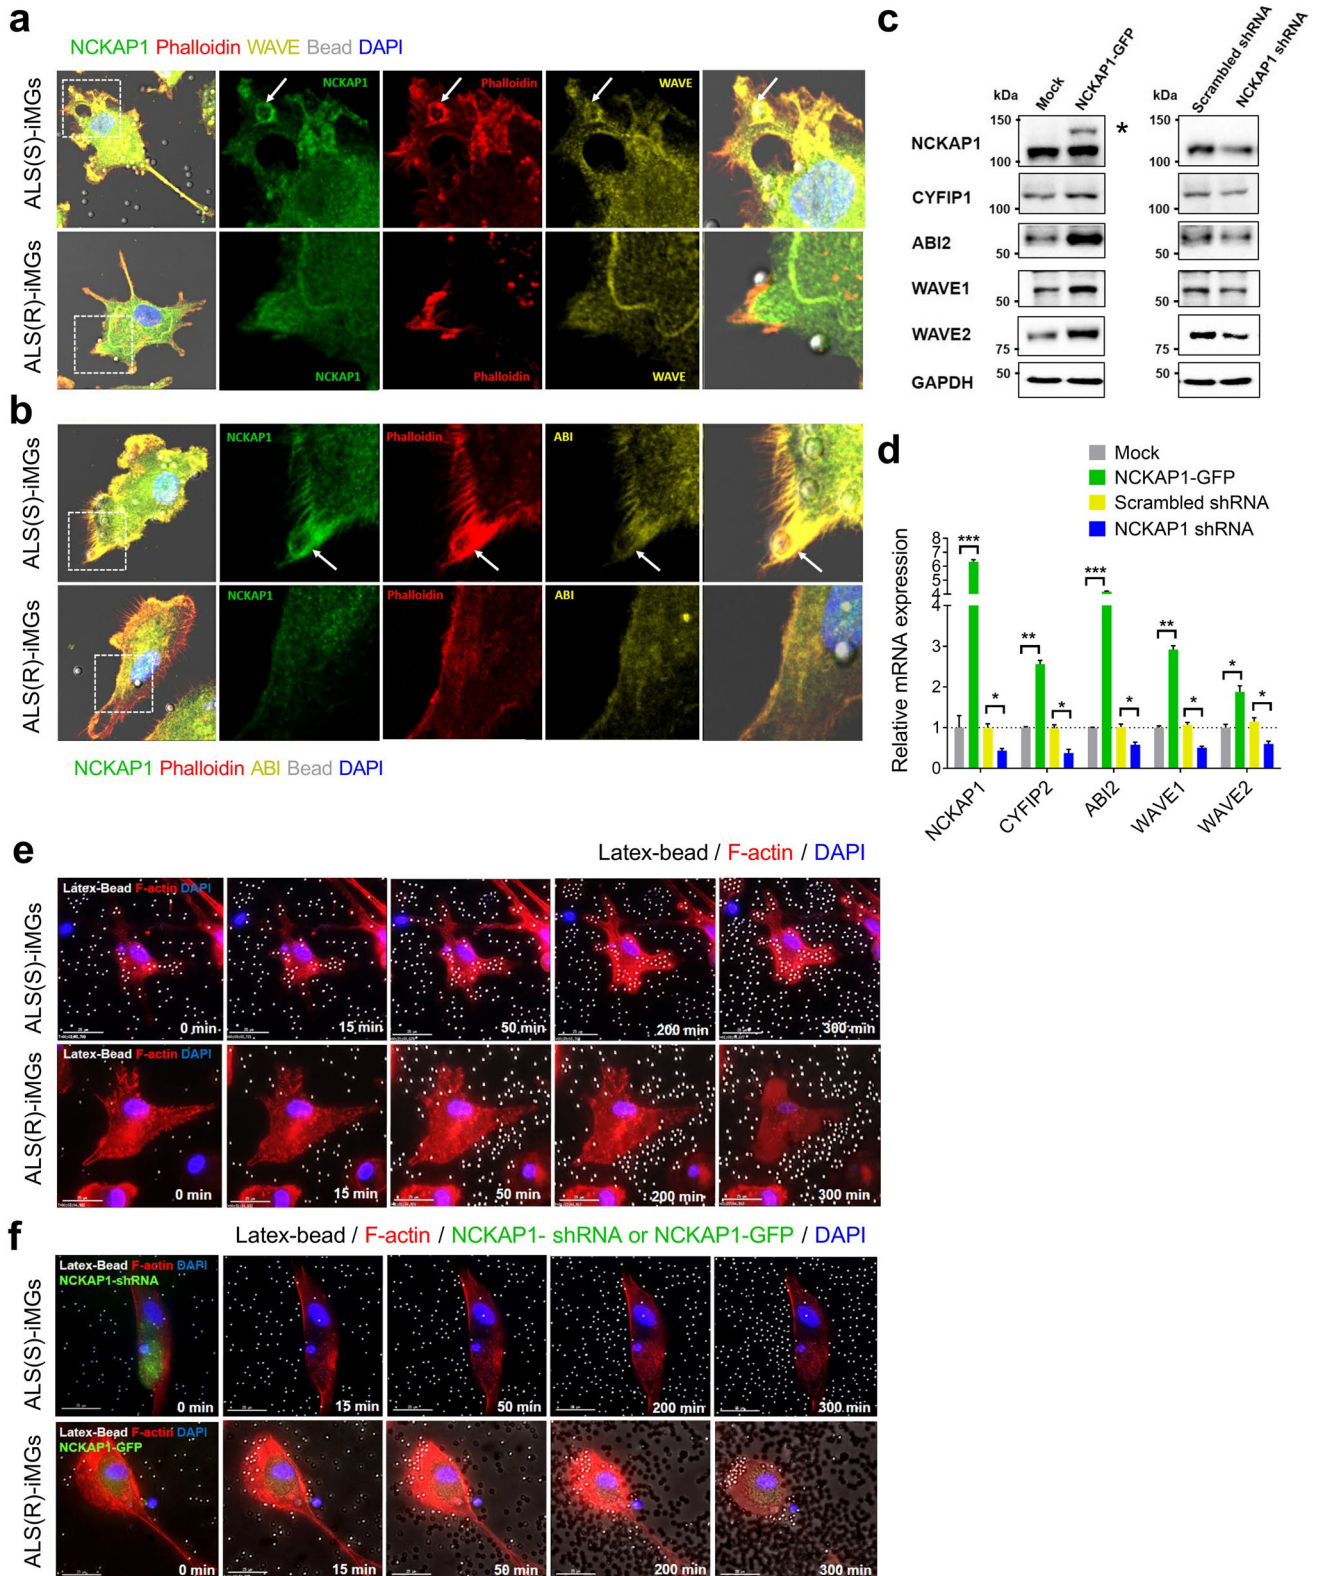 a
NCKAP1 Phalloidin WAVE Bead DAPI
ALS(S)-iMGs
NCKAP1
Phalloidin
WAVE
ALS(R)-iMGs
NCKAP1
Phalloidin
WAVE
b
ALS(S)-iMGs
NCKAP1
Phalloidin
ABI
ALS(R)-iMGs
NCKAP1
Phalloidin
ABI
NCKAP1 Phalloidin ABI Bead DAPI
c
kDa
Mock
NCKAP1-GFP
kDa
Scrambled shRNA
NCKAP1 shRNA
NCKAP1
150
100
*
150
100
CYFIP1
100
100
ABI2
50
50
WAVE1
50
50
WAVE2
75
75
GAPDH
50
50
d
Mock
NCKAP1-GFP
Scrambled shRNA
NCKAP1 shRNA
Relative mRNA expression
8
7
6
5
4
4
3
2
1
0
***
*
**
*
***
*
**
*
*
*
NCKAP1
CYFIP2
ABI2
WAVE1
WAVE2
e
Latex-bead / F-actin / DAPI
ALS(S)-iMGs
Latex-Bead F-actin DAPI
0 min
15 min
50 min
200 min
300 min
ALS(R)-iMGs
Latex-Bead F-actin DAPI
0 min
15 min
50 min
200 min
300 min
f
Latex-bead / F-actin / NCKAP1- shRNA or NCKAP1-GFP / DAPI
ALS(S)-iMGs
Latex-Bead F-actin DAPI
NCKAP1-shRNA
0 min
15 min
50 min
200 min
300 min
ALS(R)-iMGs
Latex-Bead F-actin DAPI
NCKAP1-GFP
0 min
15 min
50 min
200 min
300 min